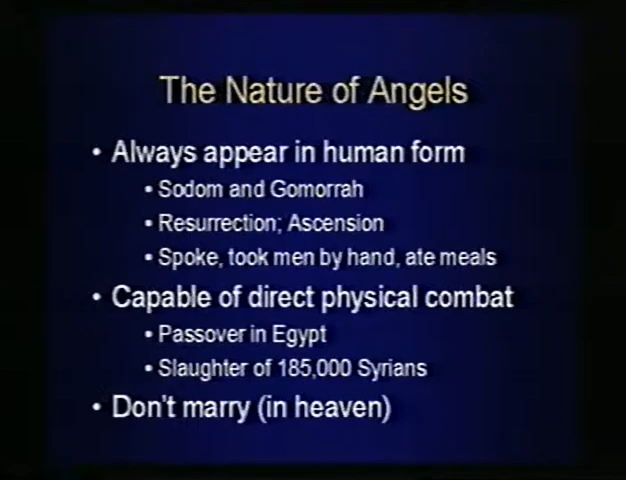 The Nature of Angels
• Always appear in human form
• Sodom and Gomorrah
• Resurrection; Ascension
• Spoke, took men by hand, ate meals
• Capable of direct physical combat
• Passover in Egypt
• Slaughter of 185,000 Syrians
• Don't marry (in heaven)